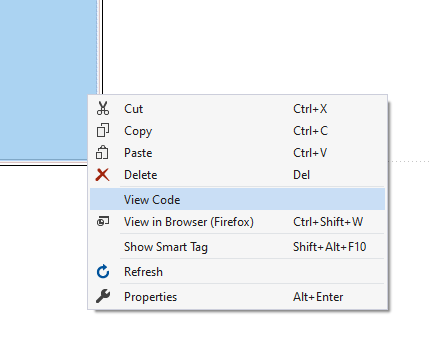 Cut Ctrl+X
Copy Ctrl+C
Paste Ctrl+V
Delete Del
View Code
View in Browser (Firefox) Ctrl+Shift+W
Show Smart Tag Shift+Alt+F10
Refresh
Properties Alt+Enter